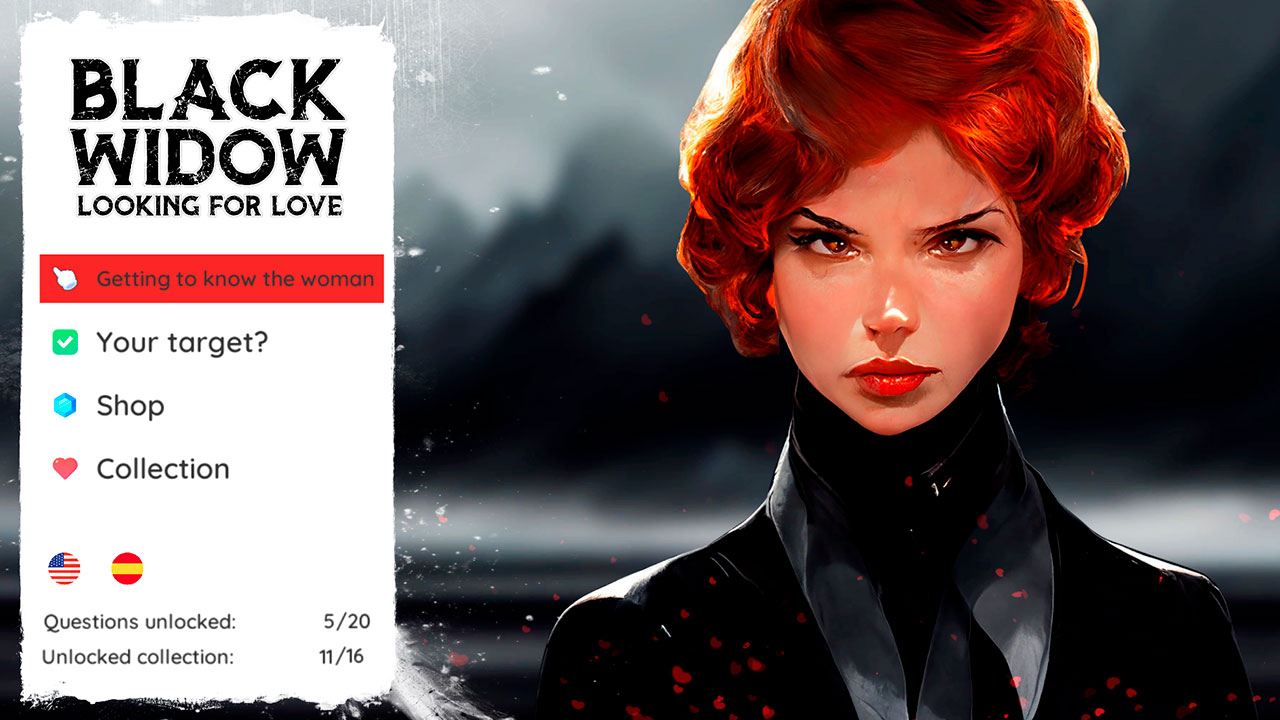 BLACK
WIDOW
LOOKING FOR LOVE
Getting to know the woman
Your target?
Shop
Collection
Questions unlocked: 5/20
Unlocked collection: 11/16